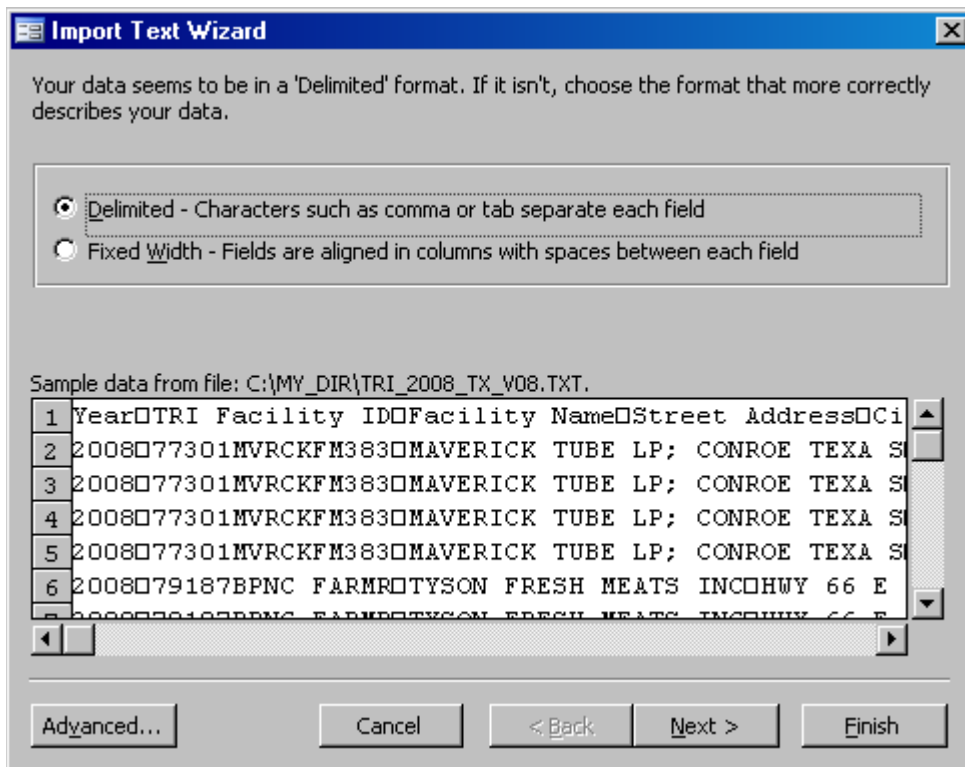 Import Text Wizard
Your data seems to be in a 'Delimited' format. If it isn't, choose the format that more correctly
describes your data.
Delimited - Characters such as comma or tab separate each field
Fixed Width - Fields are aligned in columns with spaces between each field
Sample data from file: C:\MY_DIR\TRI_2008_TX_V08.TXT.
1 Year□TRI Facility ID□Facility Name□Street Address□Ci
2 2008□77301MVRCKFM383□MAVERICK TUBE LP; CONROE TEXA S
3 2008□77301MVRCKFM383□MAVERICK TUBE LP; CONROE TEXA S
4 2008□77301MVRCKFM383□MAVERICK TUBE LP; CONROE TEXA S
5 2008□77301MVRCKFM383□MAVERICK TUBE LP; CONROE TEXA S
6 2008□79187BPNC FARMR□TYSON FRESH MEATS INC□HWY 66 E
Advanced... Cancel < Back Next > Finish